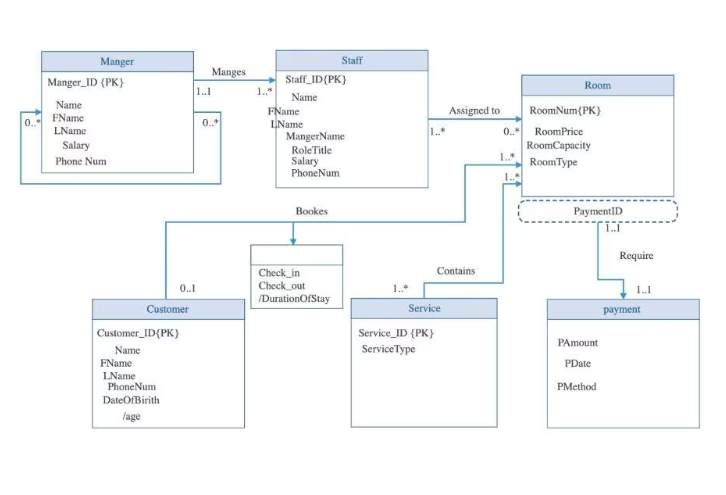 Manger
Manger_ID {PK}
Name
FName
LName
Salary
Phone Num
0..*
0..*
Manges
1..1
1..*
Staff
Staff_ID{PK}
Name
FName
LName
MangerName
RoleTitle
Salary
PhoneNum
Assigned to
1..*
0..*
Room
RoomNum{PK}
RoomPrice
RoomCapacity
RoomType
1..*
1..*
PaymentID
1..1
Require
1..1
Bookes
0..1
Check_in
Check_out
/DurationOfStay
Contains
1..*
Customer
Customer_ID{PK}
Name
FName
LName
PhoneNum
DateOfBirith
/age
Service
Service_ID {PK}
ServiceType
payment
PAmount
PDate
PMethod